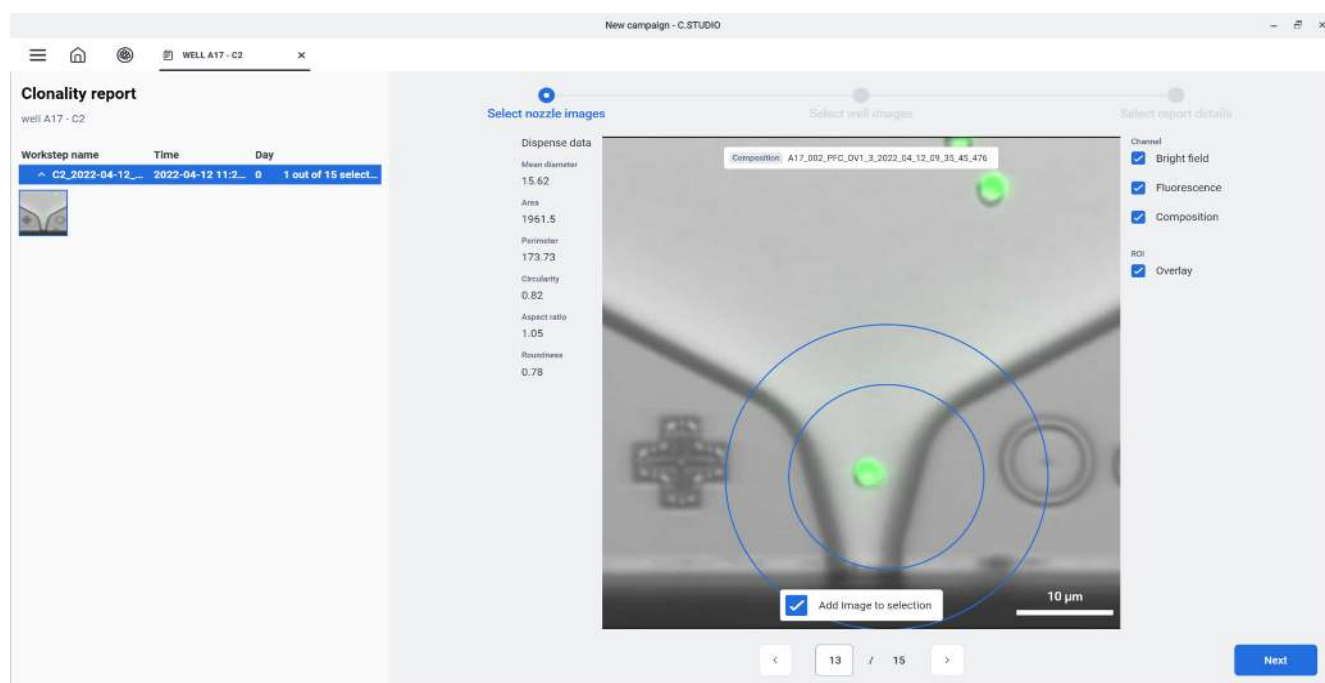 New campaign - C.STUDIO
WELL A17 - C2
Clonality report
well A17 - C2
Workstep name Time Day
C2_2022-04-12_... 2022-04-12 11:2... 0 1 out of 15 select...
Select nozzle images
Select well images
Select report details
Dispense data
Mean diameter
15.62
Area
1961.5
Perimeter
173.73
Circularity
0.82
Aspect ratio
1.05
Roundness
0.78
Composition A17_002_PFC_OV1_3_2022_04_12_09_35_45_476
Add image to selection
10 μm
13 / 15
Channel
Bright field
Fluorescence
Composition
ROI
Overlay
Next